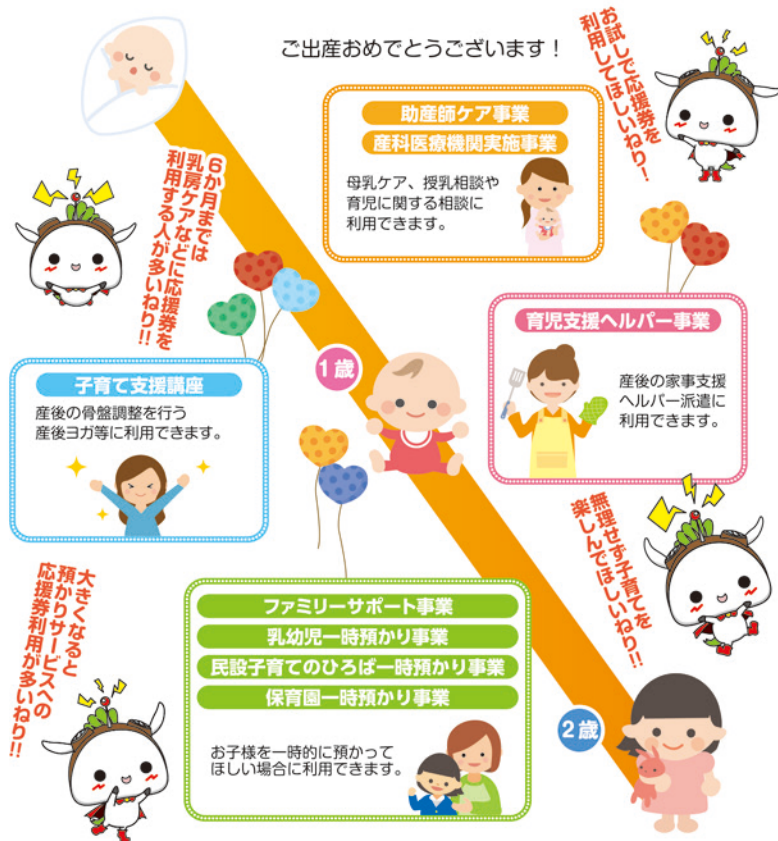 ご出産おめでとうございます！
お試しで応援券を
利用してほしいねり！
助産師ケア事業
産科医療機関実施事業
母乳ケア、授乳相談や
育児に関する相談に
利用できます。
6か月までは
乳房ケアなどに応援券を
利用する人が多いねり!!
育児支援ヘルパー事業
産後の家事支援
ヘルパー派遣に
利用できます。
1歳
子育て支援講座
産後の骨盤調整を行う
産後ヨガ等に利用できます。
無理せず子育てを
楽しんでほしいねり!!
大きくなると
預かりサービスへの
応援券利用が多いねり!!
ファミリーサポート事業
乳幼児一時預かり事業
民設子育てのひろば一時預かり事業
保育園一時預かり事業
お子様を一時的に預かって
ほしい場合に利用できます。
2歳